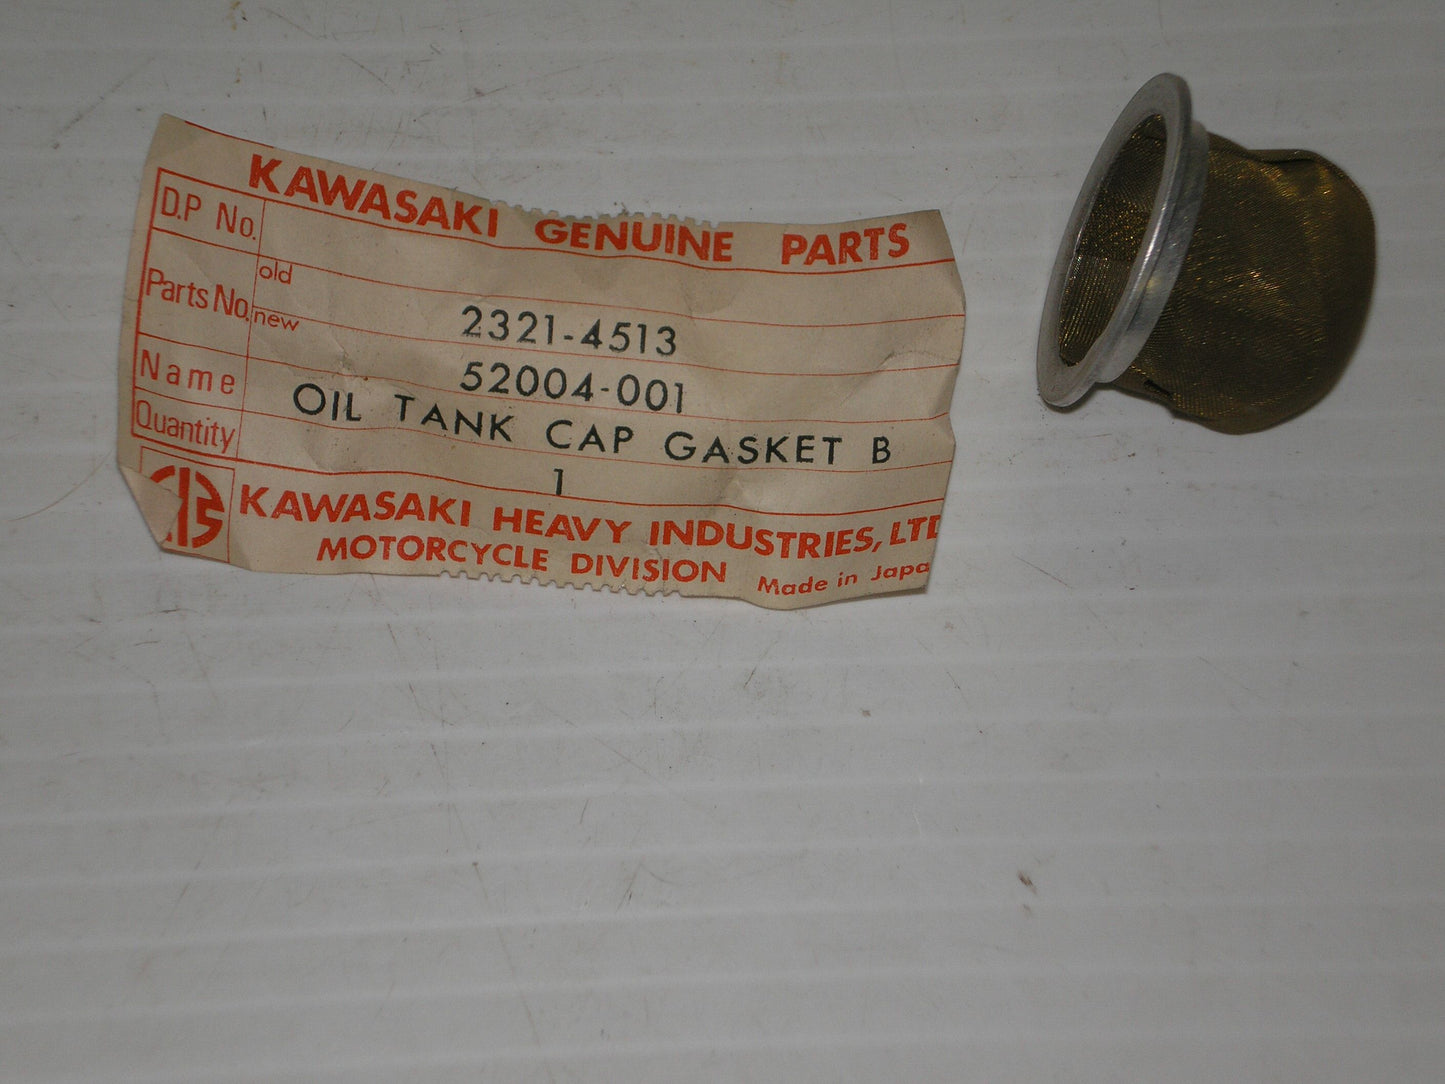 KAWASAKI GENUINE PARTS
D.P No.
Parts No. old 2321-4513
new 52004-001
Name OIL TANK CAP GASKET B
Quantity 1
KAWASAKI HEAVY INDUSTRIES, LTD
MOTORCYCLE DIVISION Made in Japa